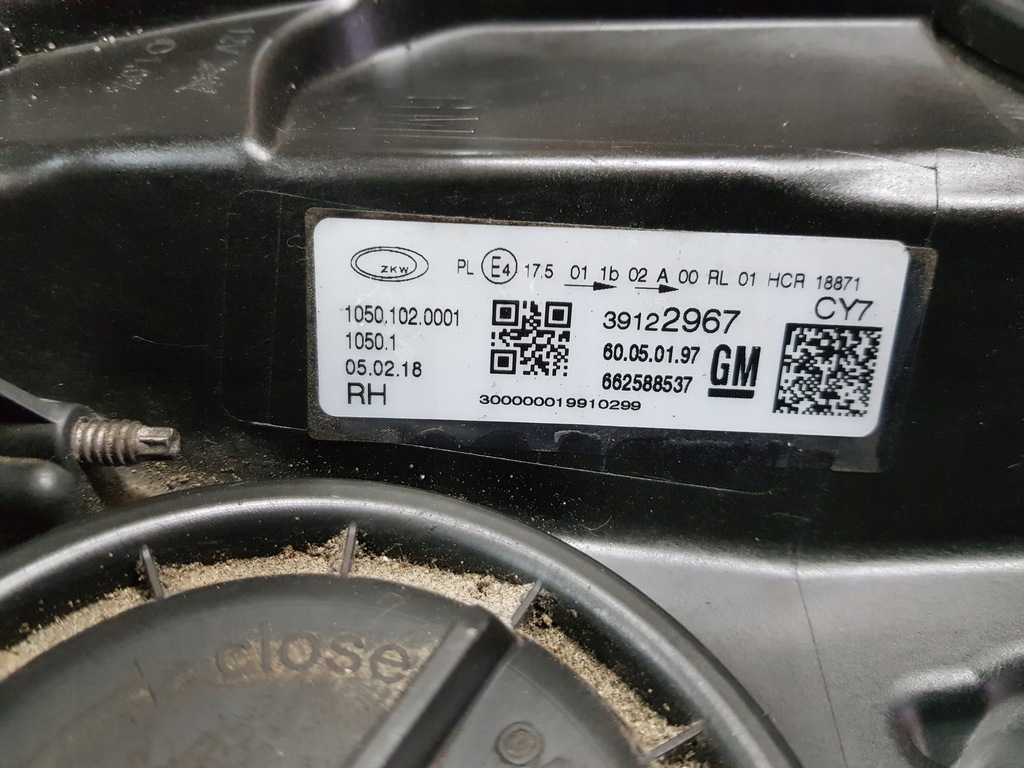 ZKW
PL E4 17.5 01 1b 02 A 00 RL 01 HCR 18871
1050.102.0001
1050.1
05.02.18
RH
39122967
60.05.01.97
662588537
300000019910299
GM
CY7
close